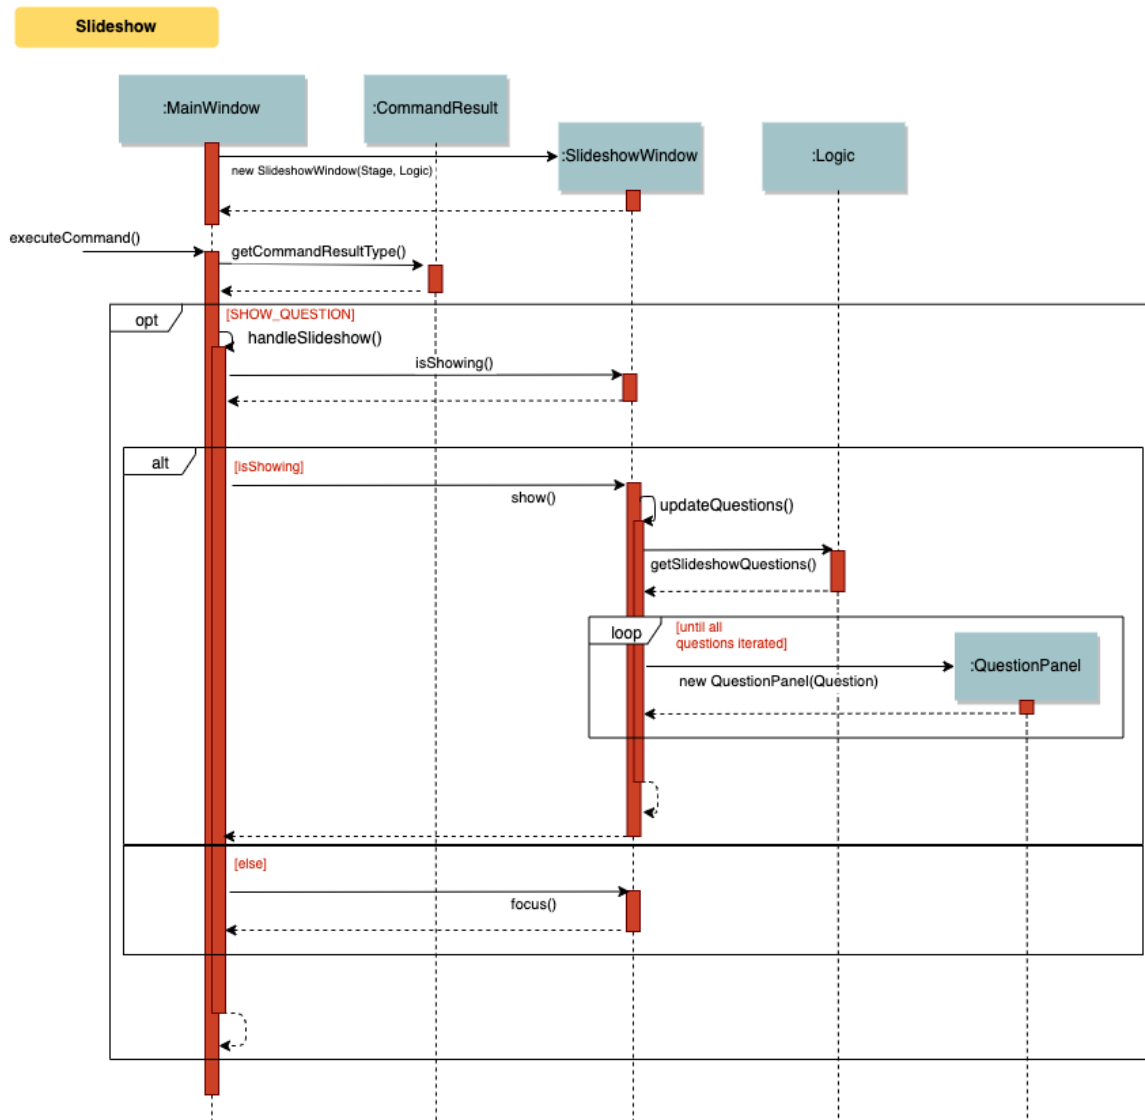 Slideshow
:MainWindow
:CommandResult
:SlideshowWindow
:Logic
new SlideshowWindow(Stage, Logic)
executeCommand()
getCommandResultType()
opt
[SHOW_QUESTION]
handleSlideshow()
isShowing()
alt
[isShowing]
show()
updateQuestions()
getSlideshowQuestions()
loop
[until all
questions iterated]
:QuestionPanel
new QuestionPanel(Question)
[else]
focus()